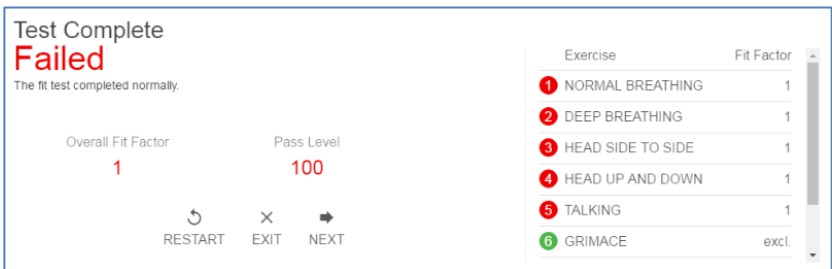 Test Complete
Failed
The fit test completed normally.
Overall Fit Factor
Pass Level
1
100
RESTART
EXIT
NEXT
Exercise
Fit Factor
1 NORMAL BREATHING 1
2 DEEP BREATHING 1
3 HEAD SIDE TO SIDE 1
4 HEAD UP AND DOWN 1
5 TALKING 1
6 GRIMACE excl.